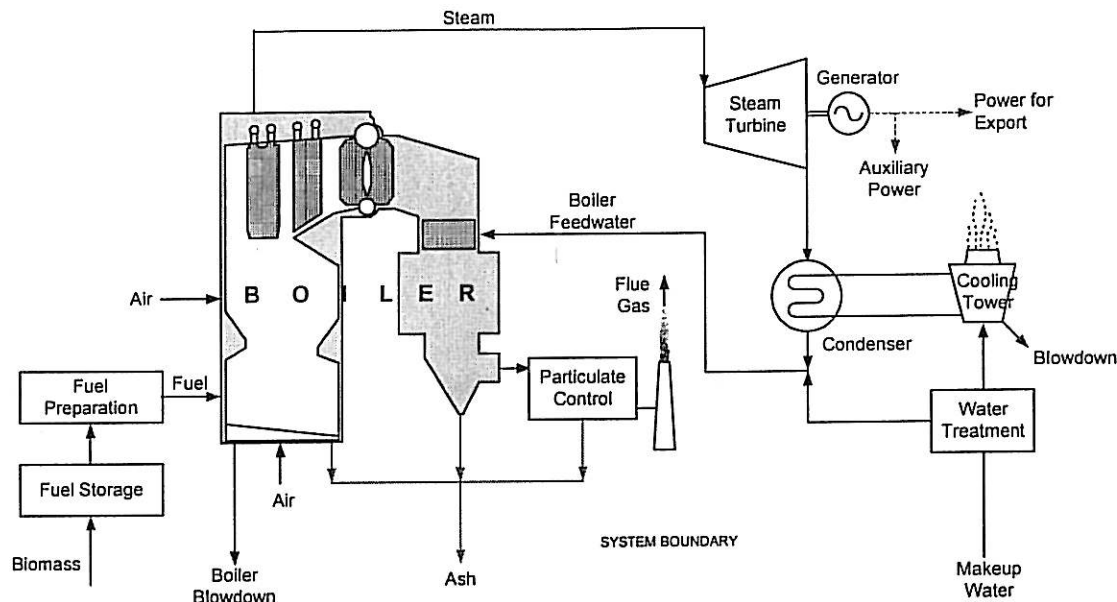 Steam
Generator
Steam
Turbine
Power for
Export
Auxiliary
Power
Boiler
Feedwater
Flue
Gas
Cooling
Tower
Air
B O I L E R
Condenser
Blowdown
Fuel
Preparation
Fuel
Particulate
Control
Water
Treatment
Fuel Storage
Air
SYSTEM BOUNDARY
Biomass
Boiler
Blowdown
Ash
Makeup
Water